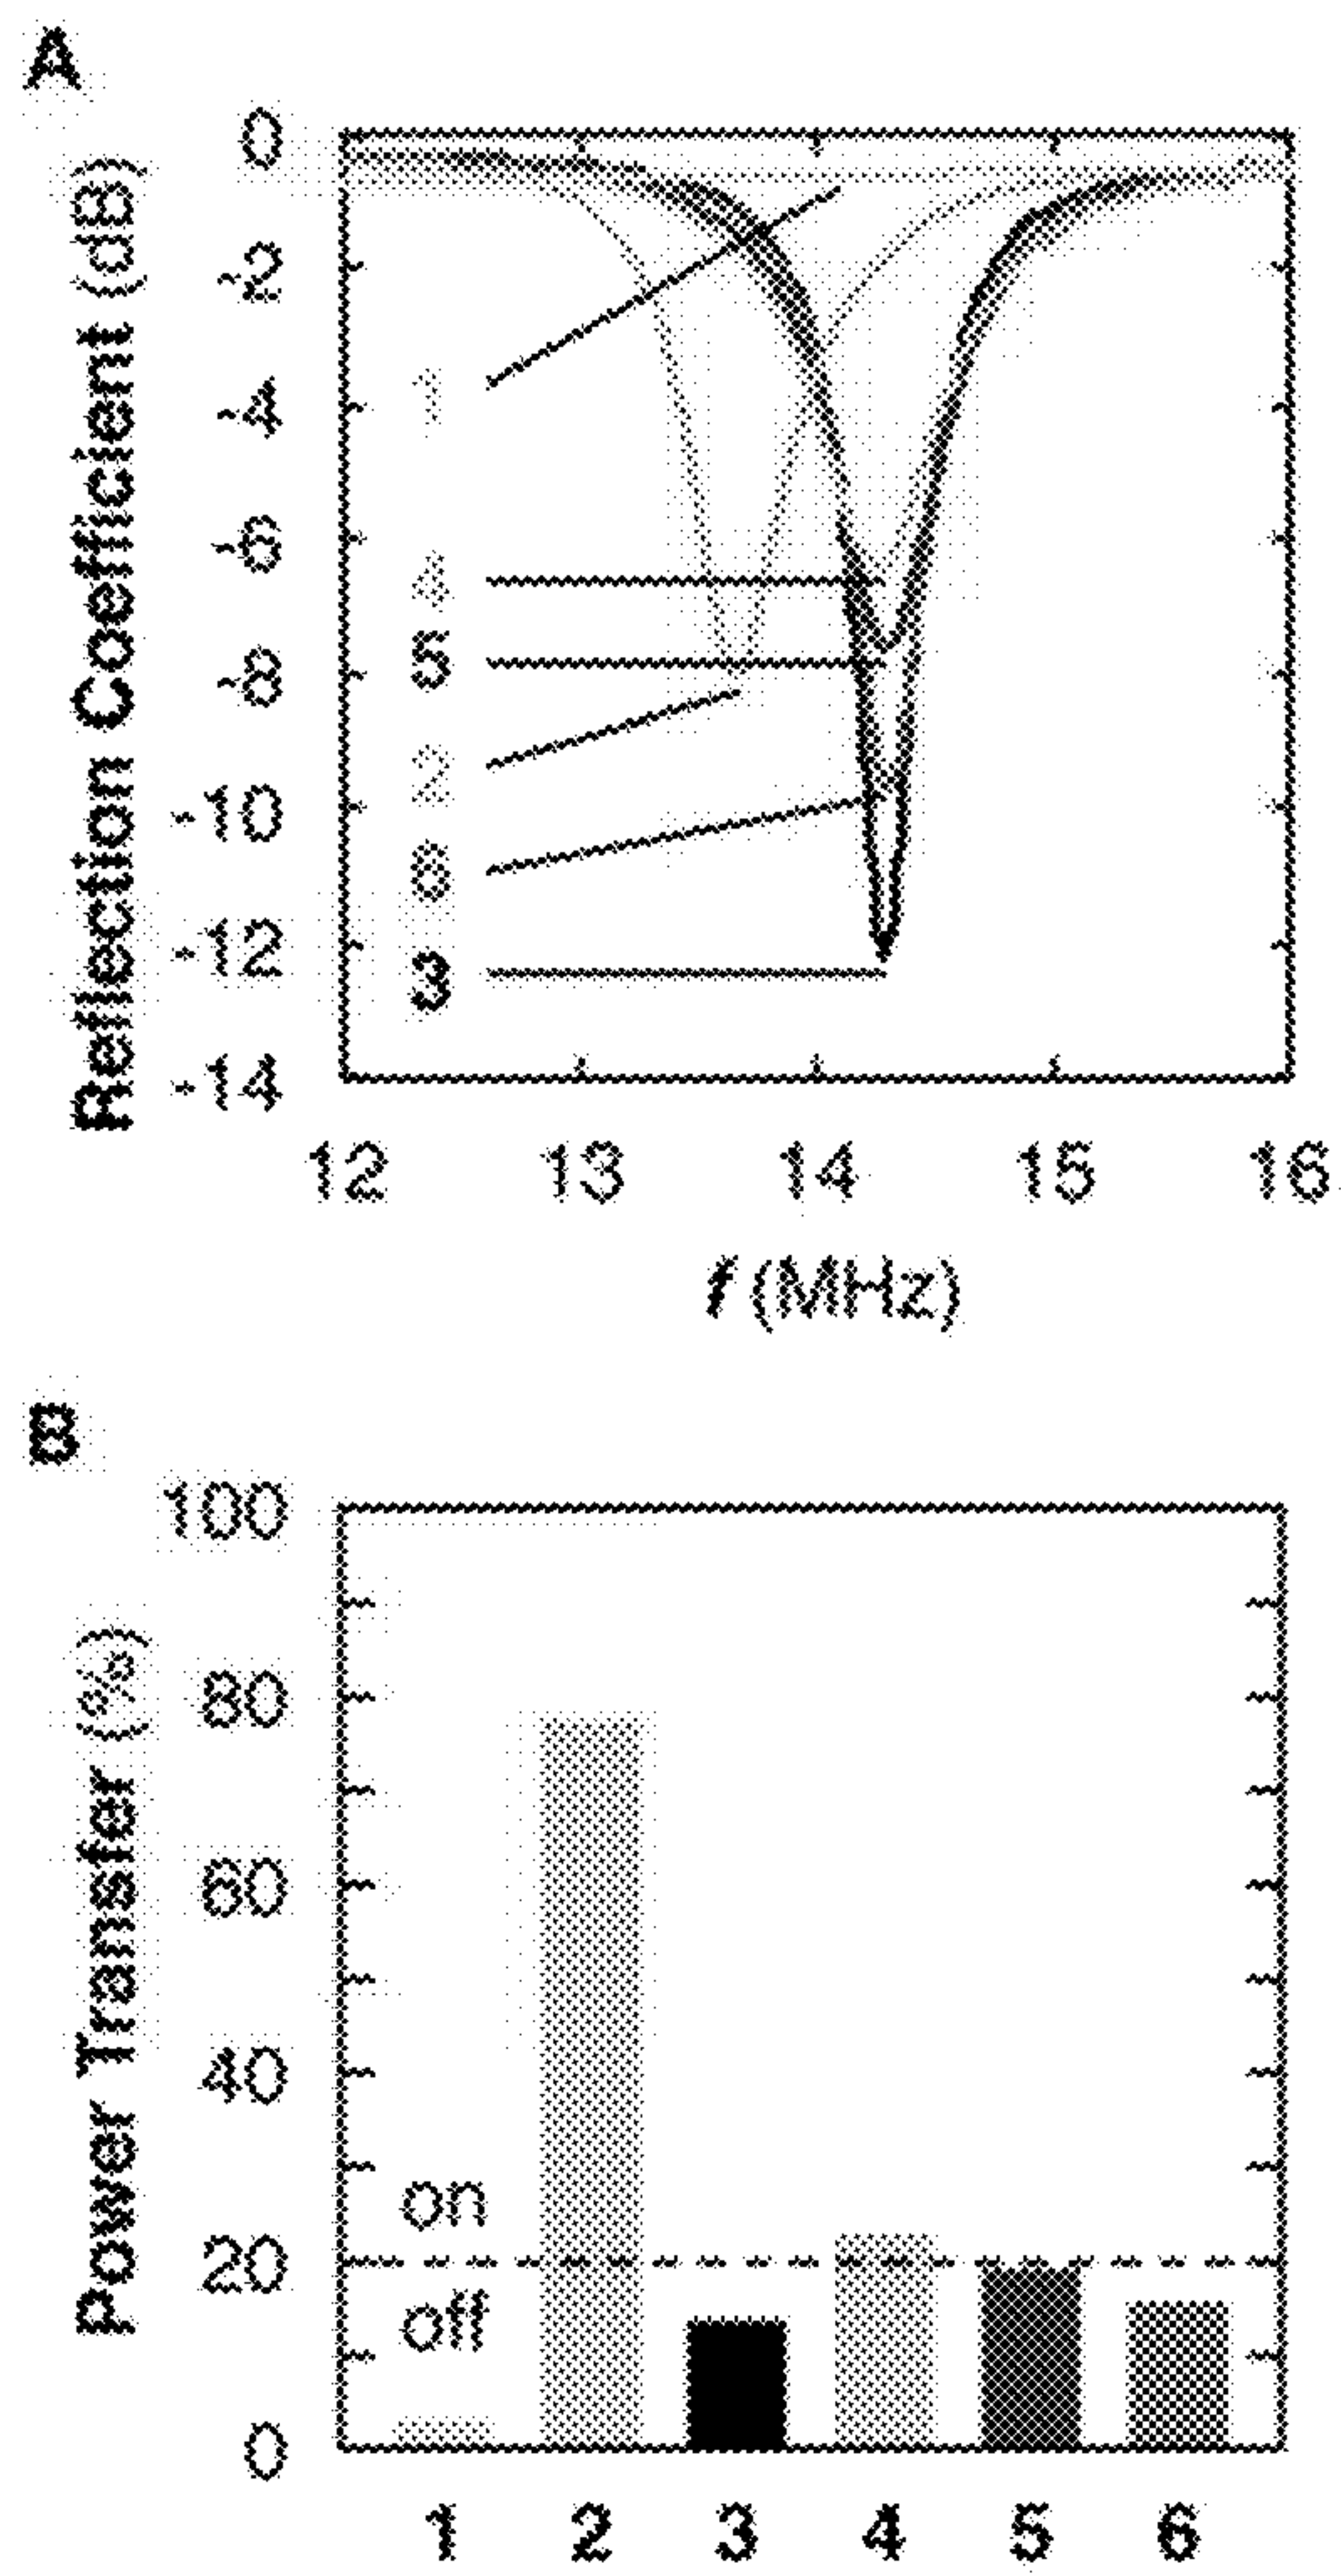 A
Reflection Coefficient (dB)
0
-2
-4
-6
-8
-10
-12
-14
1
4
5
2
6
3
12 13 14 15 16
f (MHz)
B
Power Transfer (%)
100
80
60
40
20
0
on
off
1 2 3 4 5 6